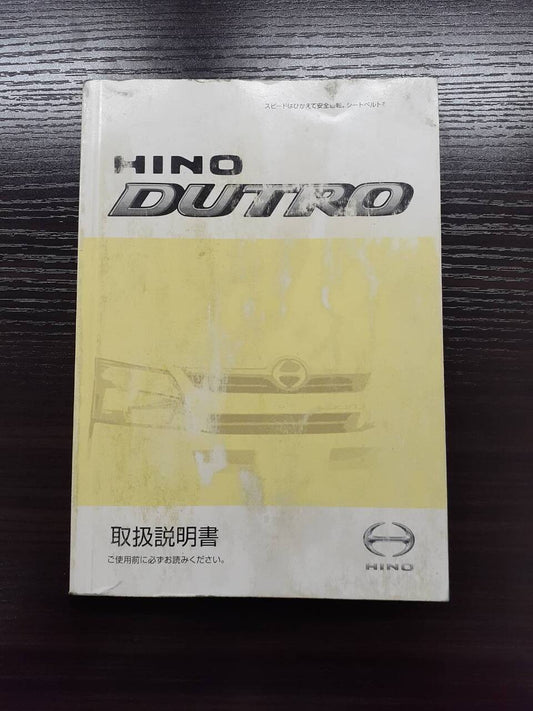 スピードはひかえて安全運転。シートベルトも
HINO
DUTRO
取扱説明書
ご使用前に必ずお読みください。
HINO